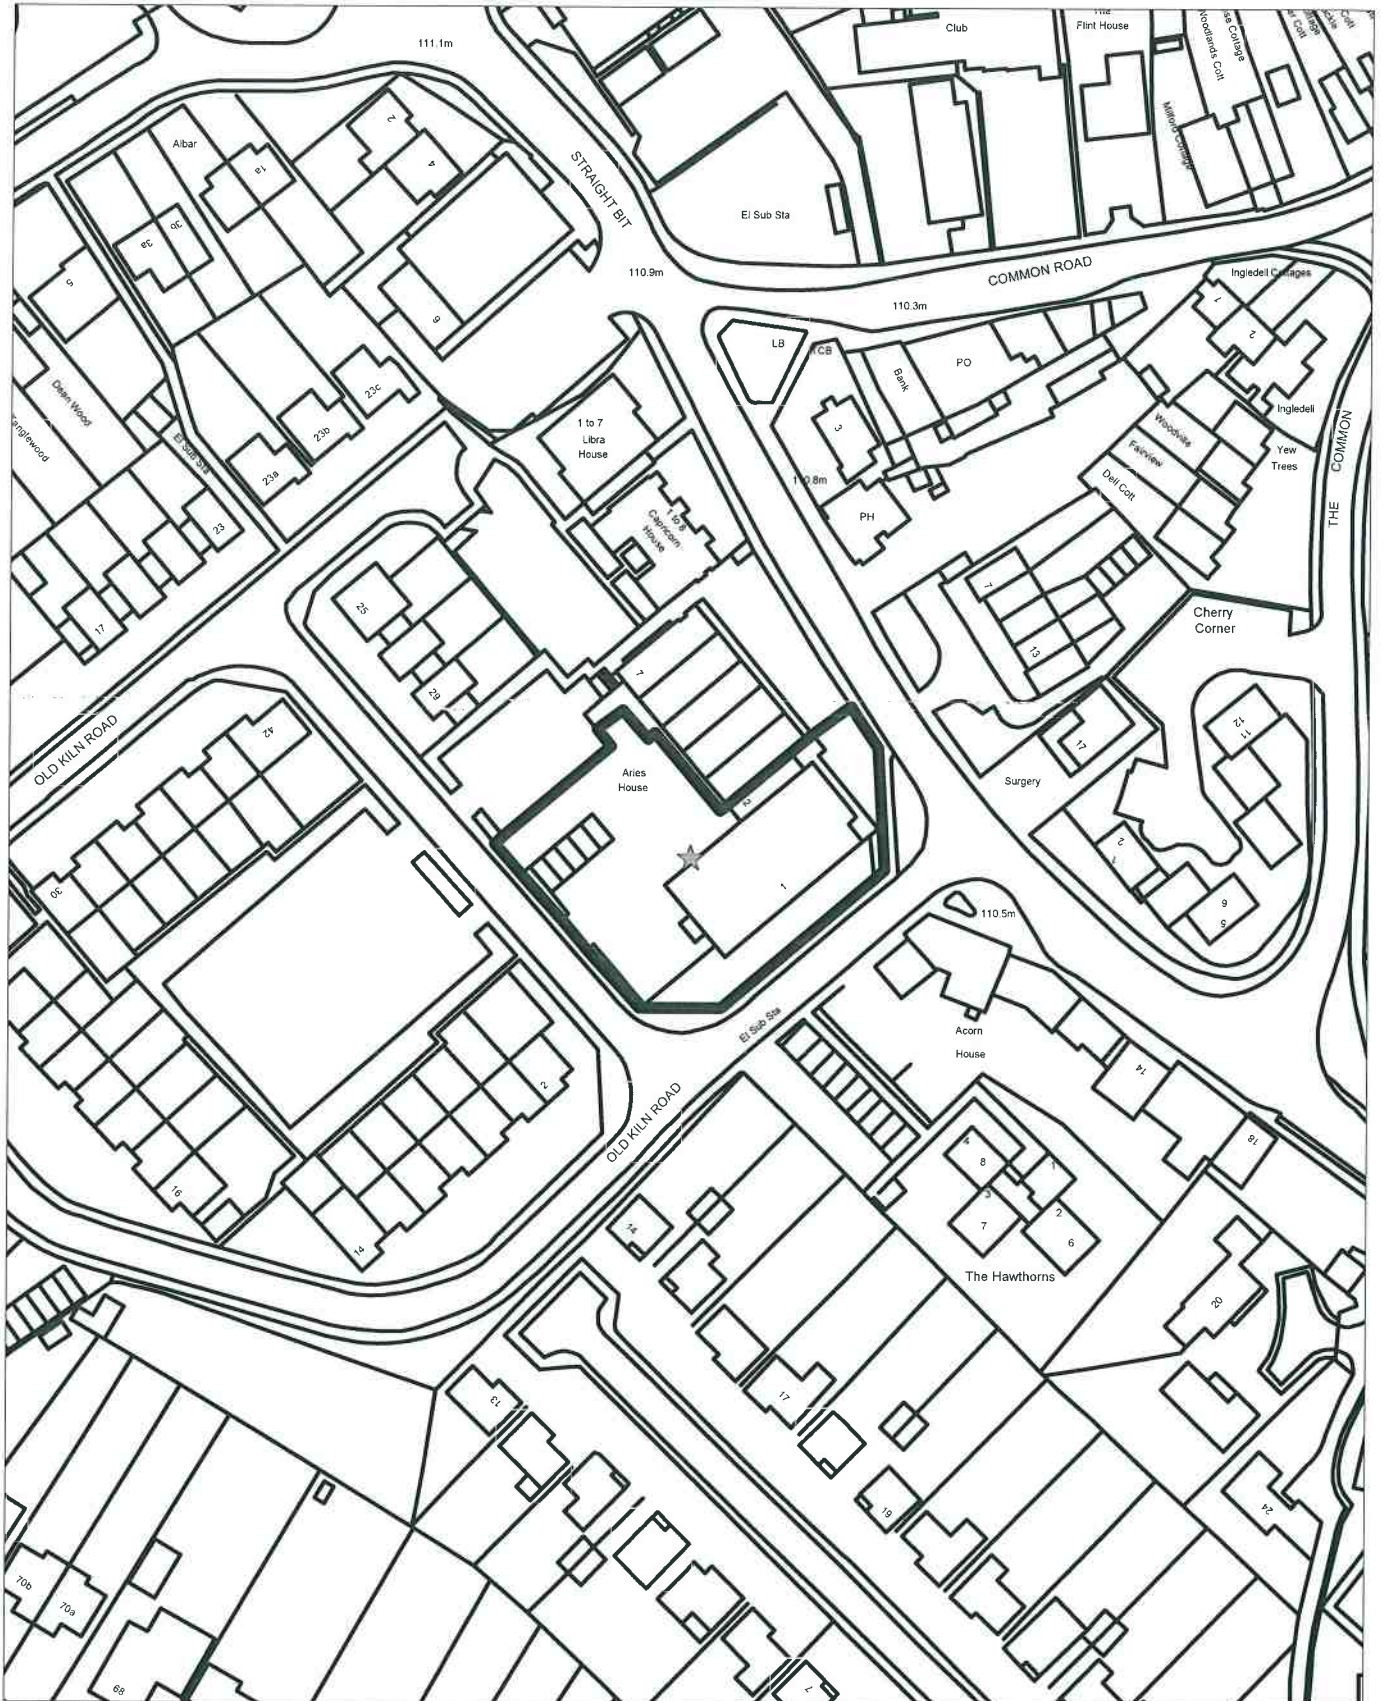 111.1m
Club
Flint House
Woodlands Cott
Milford Cottage
Albar
1a
2
4
3a
3b
5
STRAIGHT BIT
El Sub Sta
110.9m
COMMON ROAD
110.3m
Ingledell Cottages
1
2
LB
TCB
Bank
PO
3
6
23c
23b
23a
Dean Wood
Tanglewood
El Sub Sta
23
17
1 to 7
Libra
House
1 to 8
Capricorn
House
110.8m
PH
Woodville
Fairview
Dell Cott
Ingledell
Yew
Trees
THE COMMON
7
13
Cherry
Corner
25
29
7
2
Aries
House
1
17
Surgery
12
11
2
1
6
5
OLD KILN ROAD
42
30
110.5m
Acorn
House
El Sub Sta
OLD KILN ROAD
2
16
14
14
18
4
8
1
3
7
2
6
The Hawthorns
14
20
13
17
19
24
70b
70a
68
7